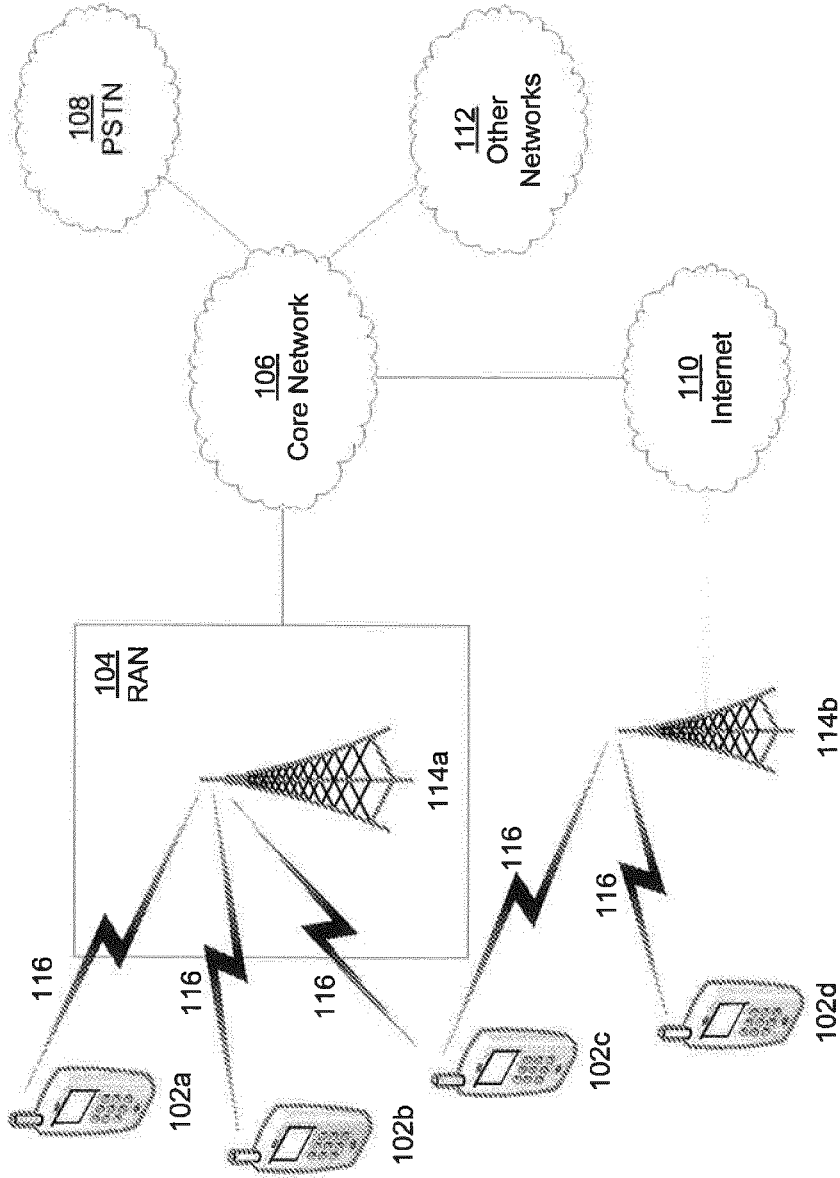 108
PSTN
106
Core Network
112
Other
Networks
110
Internet
104
RAN
114a
114b
116
116
116
116
116
102a
102b
102c
102d